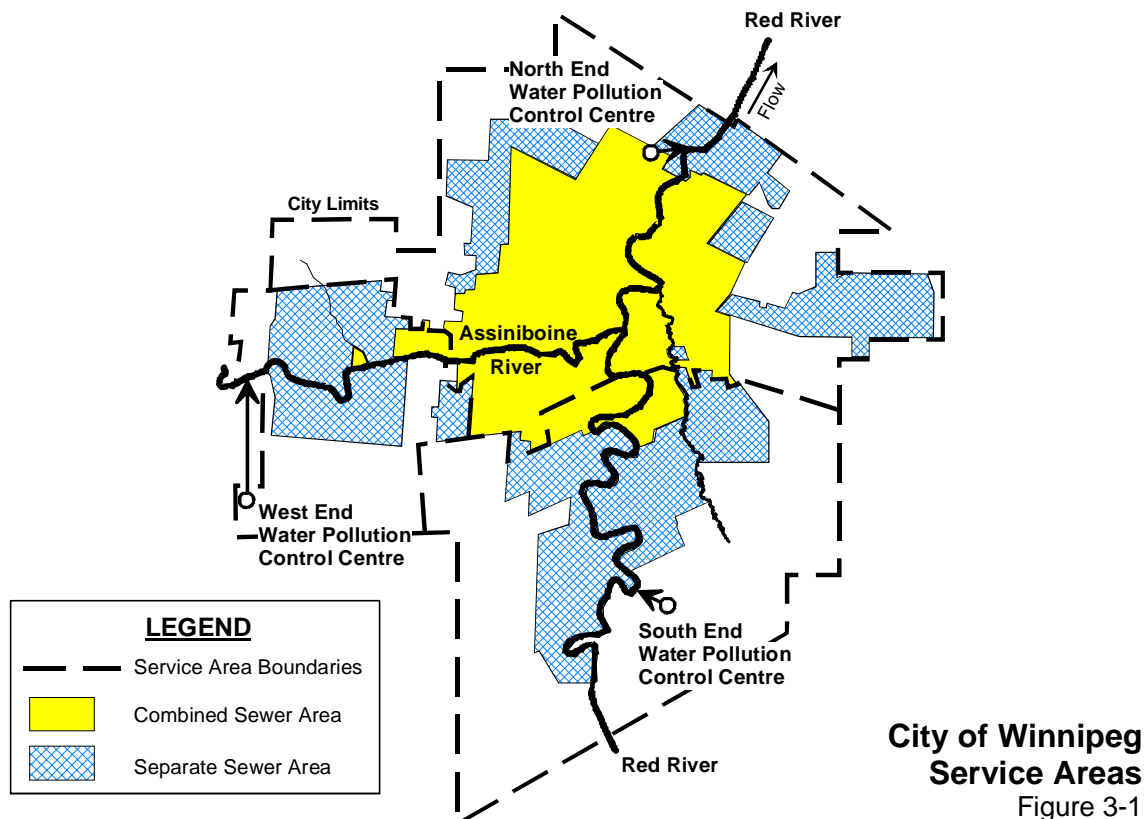 Red River
North End
Water Pollution
Control Centre
Flow
City Limits
Assiniboine
River
West End
Water Pollution
Control Centre
South End
Water Pollution
Control Centre
Red River
LEGEND
Service Area Boundaries
Combined Sewer Area
Separate Sewer Area
City of Winnipeg
Service Areas
Figure 3-1